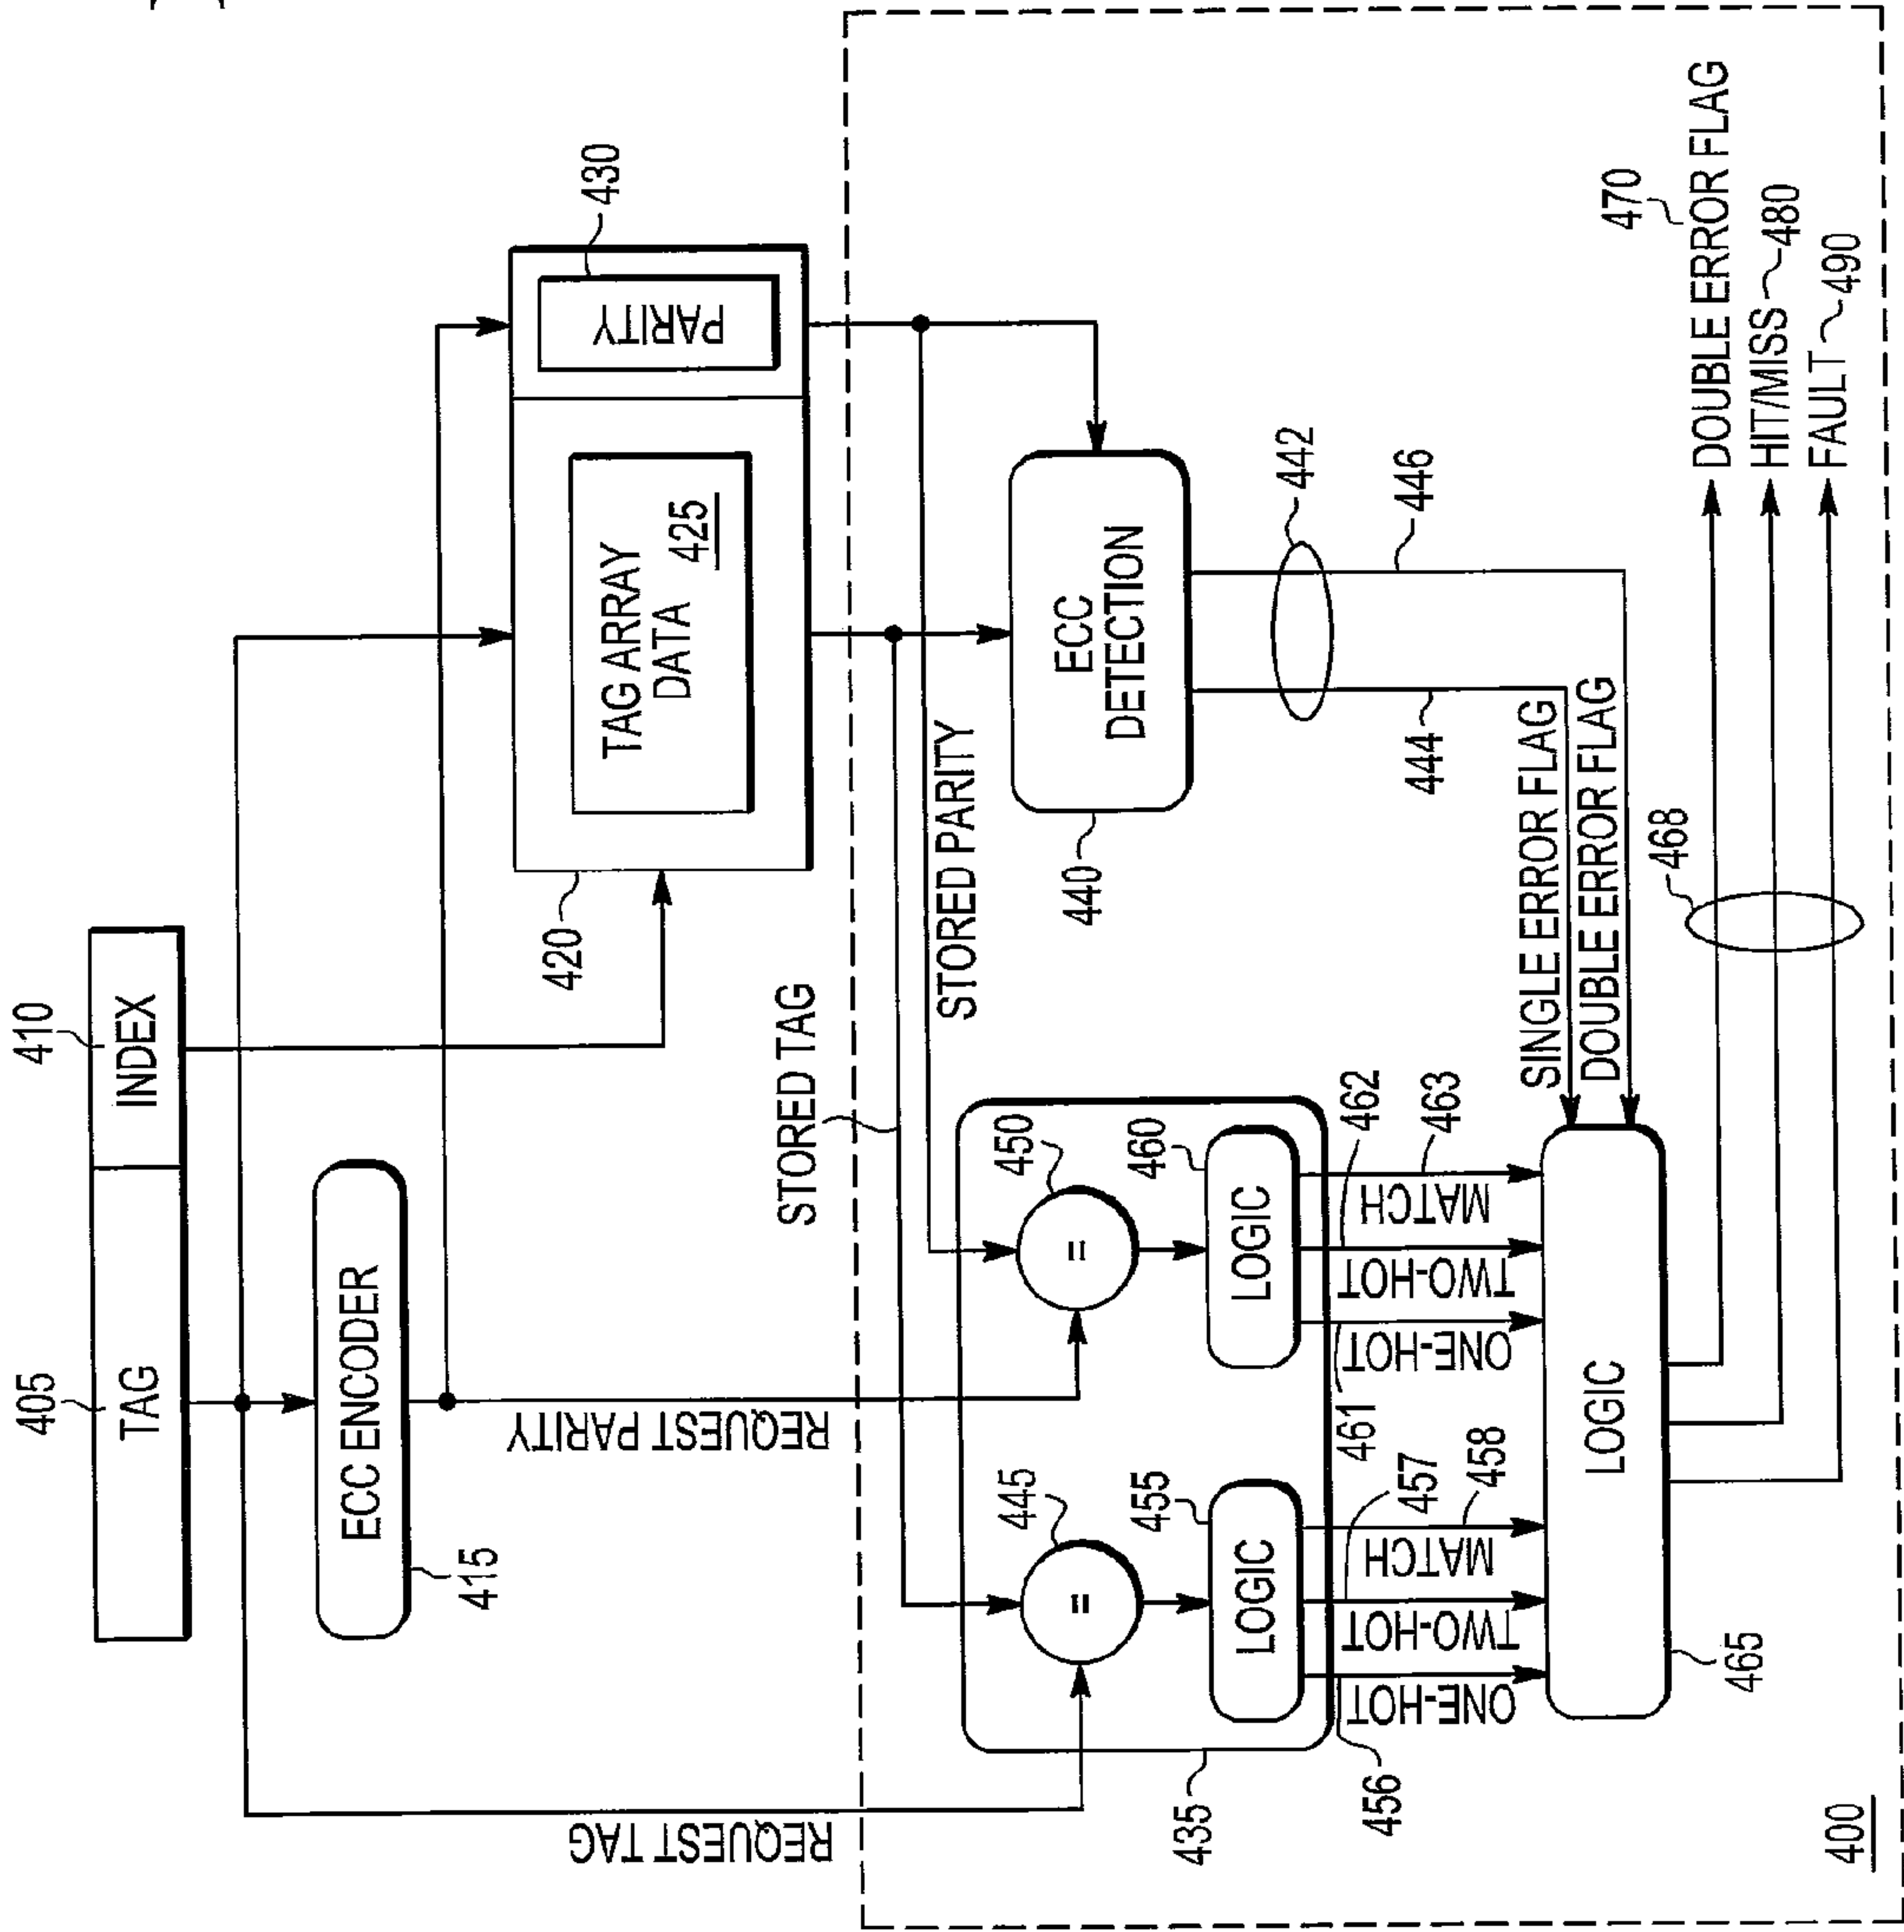 410
405
INDEX
TAG
ECC ENCODER
415
430
PARITY
TAG ARRAY
DATA 425
420
STORED TAG
STORED PARITY
REQUEST PARITY
REQUEST TAG
ECC
DETECTION
440
442
446
444
SINGLE ERROR FLAG
DOUBLE ERROR FLAG
450
=
445
=
460
LOGIC
455
LOGIC
435
463
462
461
MATCH
TWO-HOT
ONE-HOT
458
457
456
MATCH
TWO-HOT
ONE-HOT
LOGIC
465
468
470
DOUBLE ERROR FLAG
HIT/MISS 480
FAULT 490
400